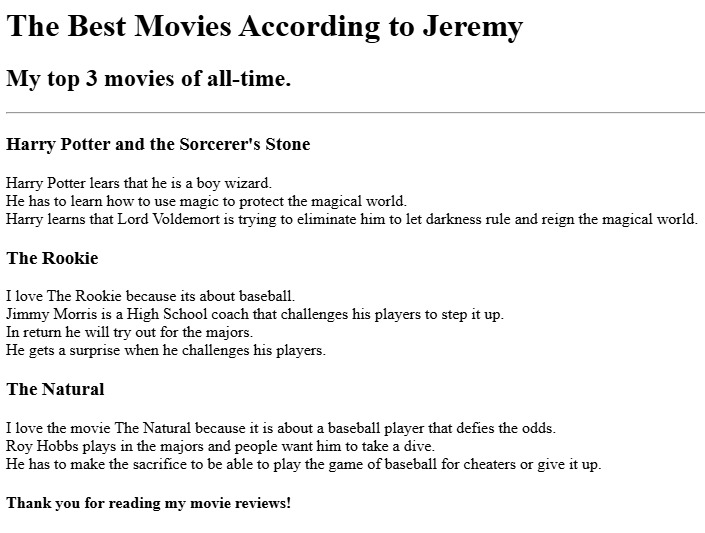 The Best Movies According to Jeremy
My top 3 movies of all-time.
Harry Potter and the Sorcerer's Stone
Harry Potter lears that he is a boy wizard.
He has to learn how to use magic to protect the magical world.
Harry learns that Lord Voldemort is trying to eliminate him to let darkness rule and reign the magical world.
The Rookie
I love The Rookie because its about baseball.
Jimmy Morris is a High School coach that challenges his players to step it up.
In return he will try out for the majors.
He gets a surprise when he challenges his players.
The Natural
I love the movie The Natural because it is about a baseball player that defies the odds.
Roy Hobbs plays in the majors and people want him to take a dive.
He has to make the sacrifice to be able to play the game of baseball for cheaters or give it up.
Thank you for reading my movie reviews!